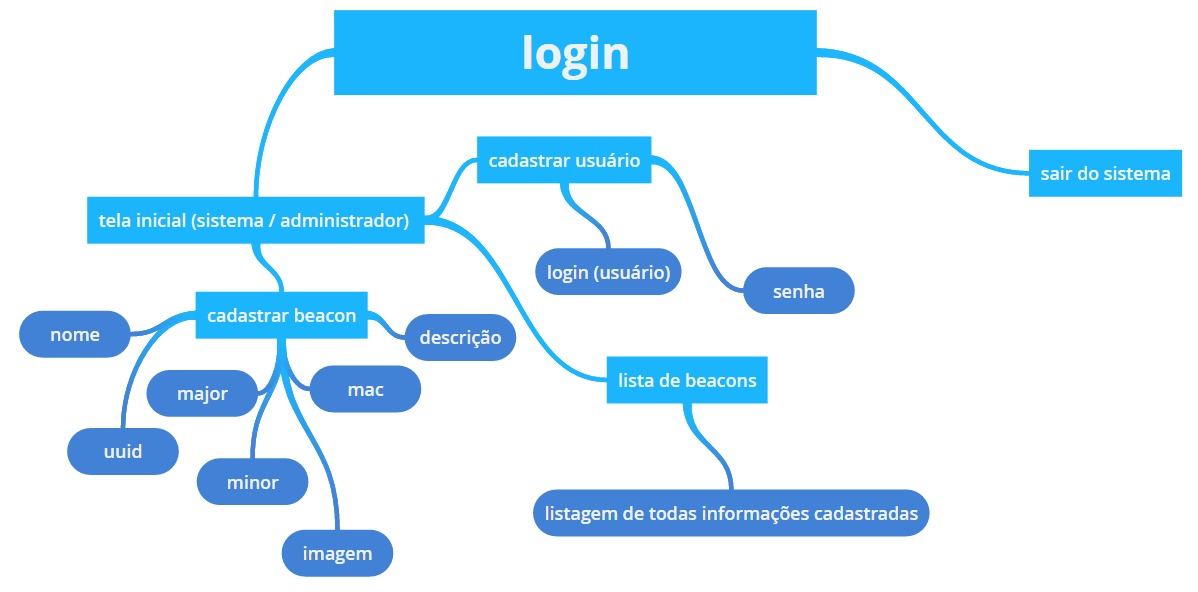 login
cadastrar usuário
sair do sistema
tela inicial (sistema / administrador)
login (usuário)
senha
cadastrar beacon
nome
descrição
lista de beacons
major
mac
uuid
minor
listagem de todas informações cadastradas
imagem